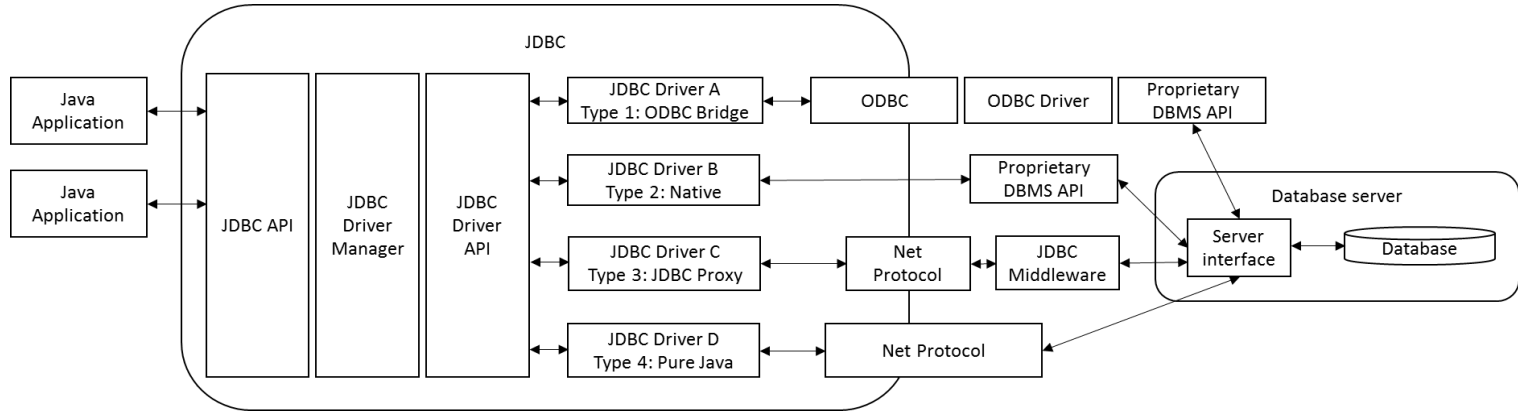 JDBC
Java
Application
Java
Application
JDBC API
JDBC
Driver
Manager
JDBC
Driver
API
JDBC Driver A
Type 1: ODBC Bridge
ODBC
ODBC Driver
Proprietary
DBMS API
JDBC Driver B
Type 2: Native
Proprietary
DBMS API
JDBC Driver C
Type 3: JDBC Proxy
Net
Protocol
JDBC
Middleware
JDBC Driver D
Type 4: Pure Java
Net Protocol
Database server
Server
interface
Database